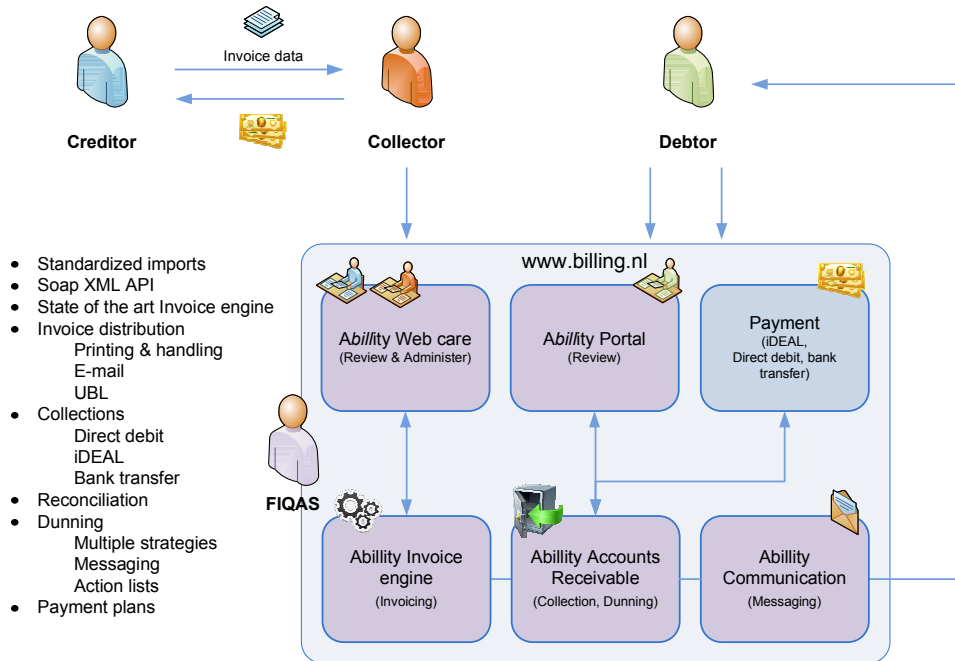 Invoice data
Creditor
Collector
Debtor
• Standardized imports
• Soap XML API
• State of the art Invoice engine
• Invoice distribution
Printing & handling
E-mail
UBL
• Collections
Direct debit
iDEAL
Bank transfer
• Reconciliation
• Dunning
Multiple strategies
Messaging
Action lists
• Payment plans
FIQAS
www.billing.nl
Abillity Web care
(Review & Administer)
Abillity Portal
(Review)
Payment
(iDEAL,
Direct debit, bank
transfer)
Abillity Invoice
engine
(Invoicing)
Abillity Accounts
Receivable
(Collection, Dunning)
Abillity
Communication
(Messaging)